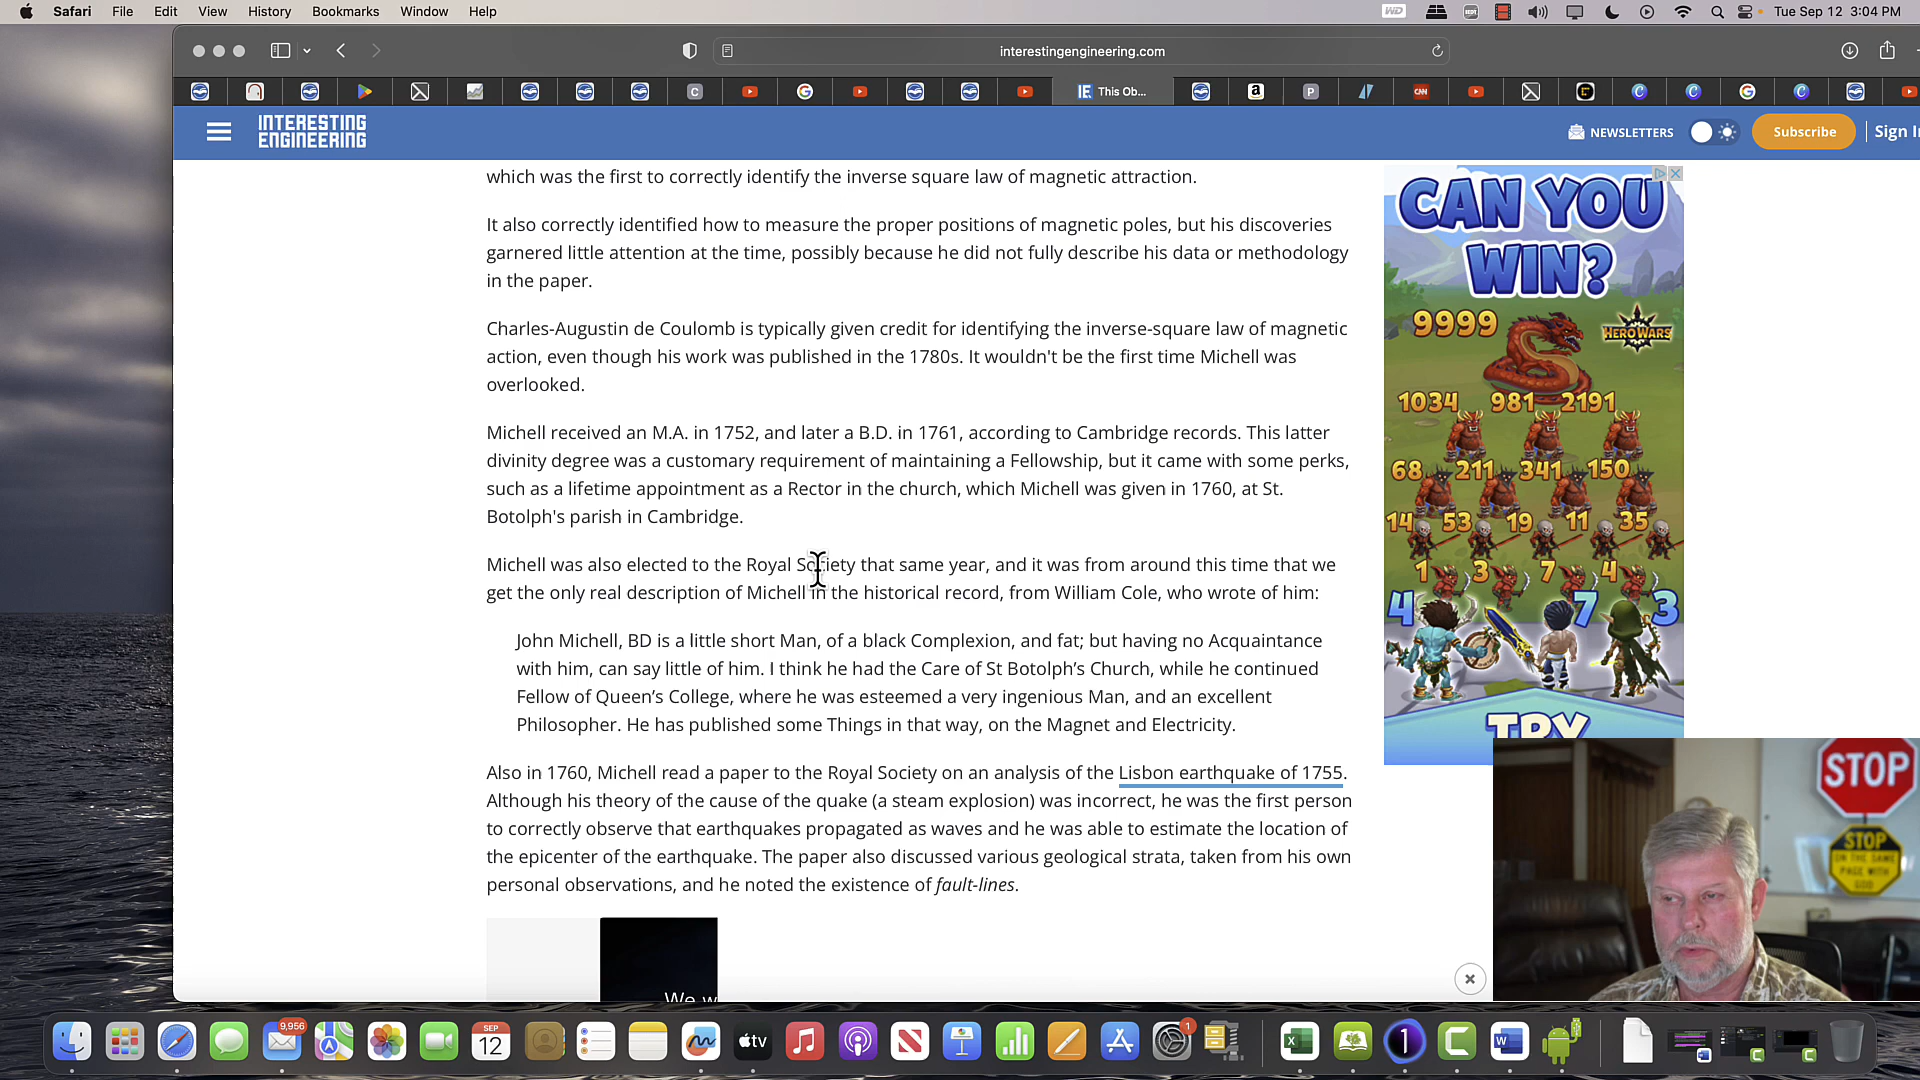 Safari File Edit View History Bookmarks Window Help
WD
Tue Sep 12 3:04 PM
interestingengineering.com
This Ob...
INTERESTING
ENGINEERING
NEWSLETTERS
Subscribe
Sign I
which was the first to correctly identify the inverse square law of magnetic attraction.
It also correctly identified how to measure the proper positions of magnetic poles, but his discoveries
garnered little attention at the time, possibly because he did not fully describe his data or methodology
in the paper.
Charles-Augustin de Coulomb is typically given credit for identifying the inverse-square law of magnetic
action, even though his work was published in the 1780s. It wouldn't be the first time Michell was
overlooked.
Michell received an M.A. in 1752, and later a B.D. in 1761, according to Cambridge records. This latter
divinity degree was a customary requirement of maintaining a Fellowship, but it came with some perks,
such as a lifetime appointment as a Rector in the church, which Michell was given in 1760, at St.
Botolph's parish in Cambridge.
Michell was also elected to the Royal Society that same year, and it was from around this time that we
get the only real description of Michell in the historical record, from William Cole, who wrote of him:
John Michell, BD is a little short Man, of a black Complexion, and fat; but having no Acquaintance
with him, can say little of him. I think he had the Care of St Botolph's Church, while he continued
Fellow of Queen's College, where he was esteemed a very ingenious Man, and an excellent
Philosopher. He has published some Things in that way, on the Magnet and Electricity.
Also in 1760, Michell read a paper to the Royal Society on an analysis of the Lisbon earthquake of 1755.
Although his theory of the cause of the quake (a steam explosion) was incorrect, he was the first person
to correctly observe that earthquakes propagated as waves and he was able to estimate the location of
the epicenter of the earthquake. The paper also discussed various geological strata, taken from his own
personal observations, and he noted the existence of fault-lines.
We w
CAN YOU
WIN?
9999
HERO WARS
1034 981 2191
68 211 341 150
14 53 19 11 35
1 3 7 4
4 7 3
TRY
STOP
STOP
ON THE SAME
PAGE WITH
GOD
9,956
SEP
12
tv
1